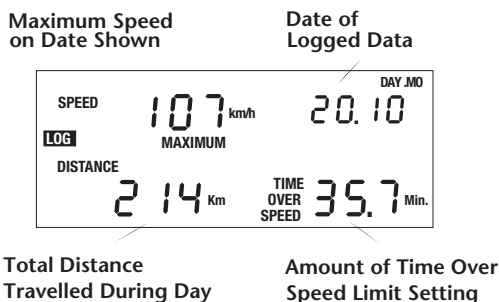 Maximum Speed
on Date Shown
Date of
Logged Data
DAY.MO
SPEED 107 km/h 20.10
LOG MAXIMUM
DISTANCE
214 Km TIME OVER SPEED 35.7 Min.
Total Distance
Travelled During Day
Amount of Time Over
Speed Limit Setting